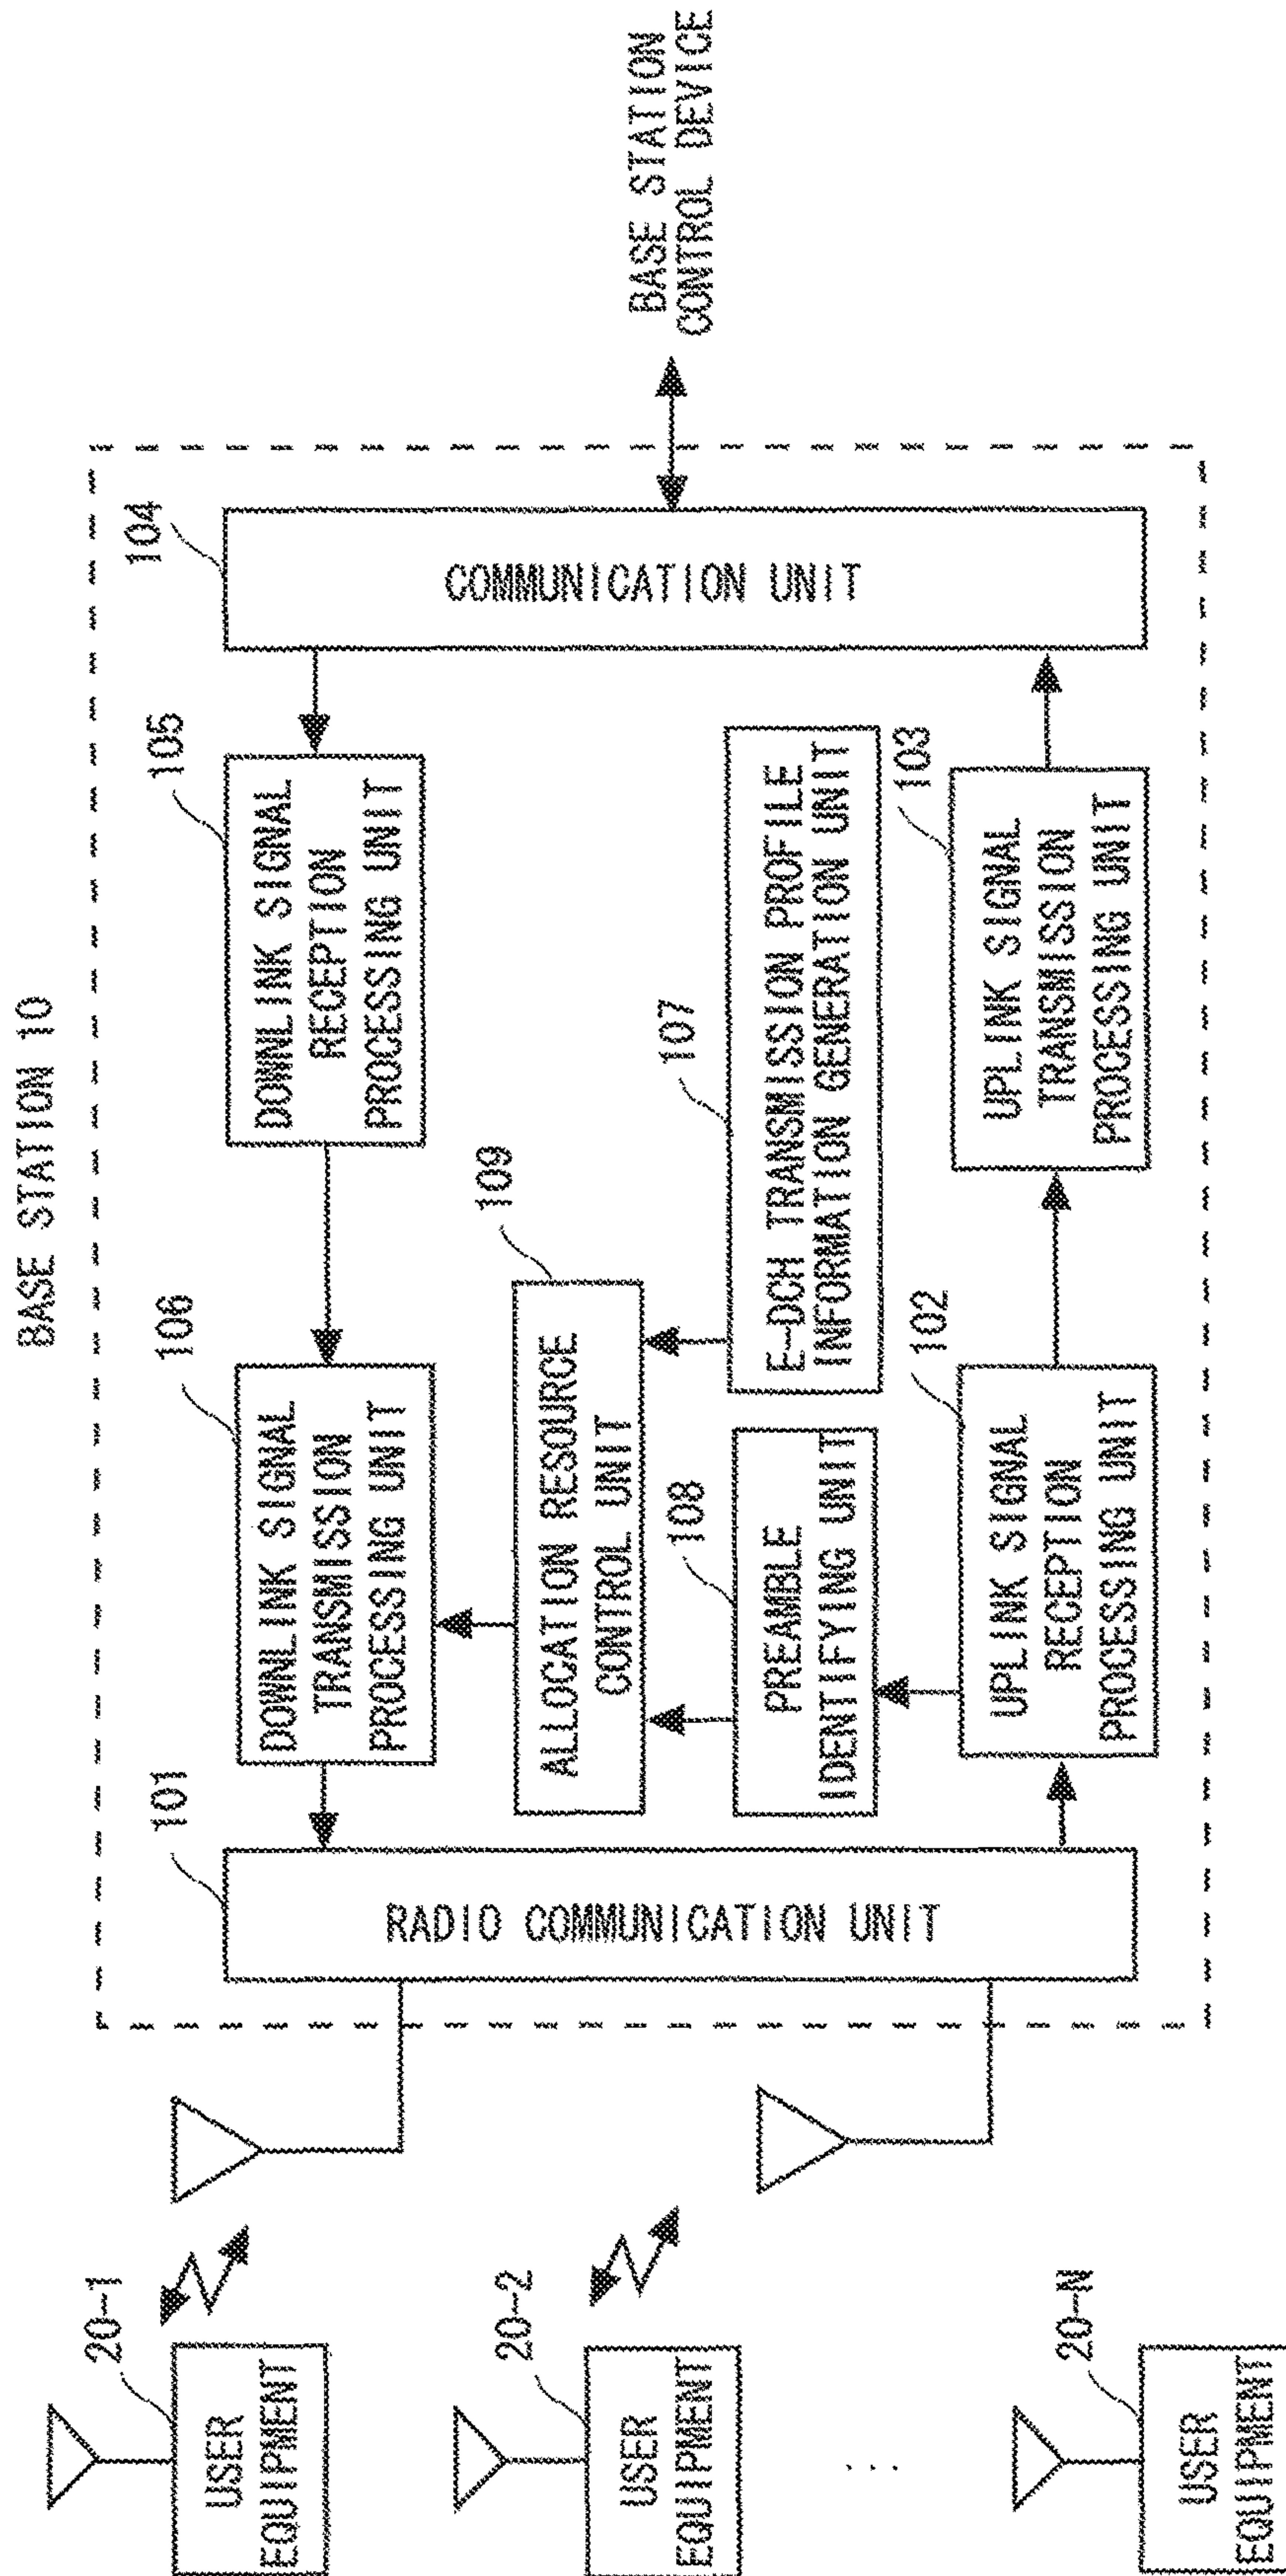 BASE STATION 10
20-1
USER
EQUIPMENT
20-2
USER
EQUIPMENT
...
20-N
USER
EQUIPMENT
101
RADIO COMMUNICATION UNIT
106
DOWNLINK SIGNAL
TRANSMISSION
PROCESSING UNIT
105
DOWNLINK SIGNAL
RECEPTION
PROCESSING UNIT
109
ALLOCATION RESOURCE
CONTROL UNIT
108
PREAMBLE
IDENTIFYING UNIT
107
E-DCH TRANSMISSION PROFILE
INFORMATION GENERATION UNIT
102
UPLINK SIGNAL
RECEPTION
PROCESSING UNIT
103
UPLINK SIGNAL
TRANSMISSION
PROCESSING UNIT
104
COMMUNICATION UNIT
BASE STATION
CONTROL DEVICE